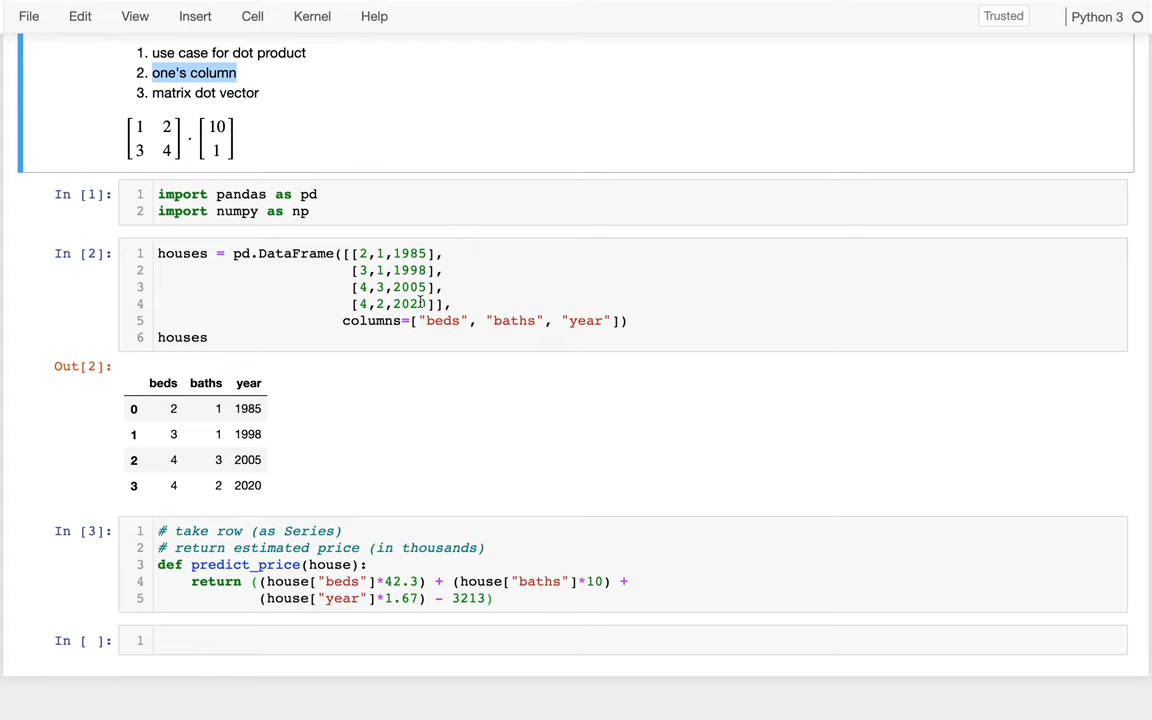 File Edit View Insert Cell Kernel Help Trusted Python 3
1. use case for dot product
2. one's column
3. matrix dot vector
[1 2] . [10]
[3 4] [1]
In [1]: 1 import pandas as pd
2 import numpy as np
In [2]: 1 houses = pd.DataFrame([[2,1,1985],
2 [3,1,1998],
3 [4,3,2005],
4 [4,2,2020]],
5 columns=["beds", "baths", "year"])
6 houses
Out[2]:
beds baths year
0 2 1 1985
1 3 1 1998
2 4 3 2005
3 4 2 2020
In [3]: 1 # take row (as Series)
2 # return estimated price (in thousands)
3 def predict_price(house):
4 return ((house["beds"]*42.3) + (house["baths"]*10) +
5 (house["year"]*1.67) - 3213)
In [ ]: 1